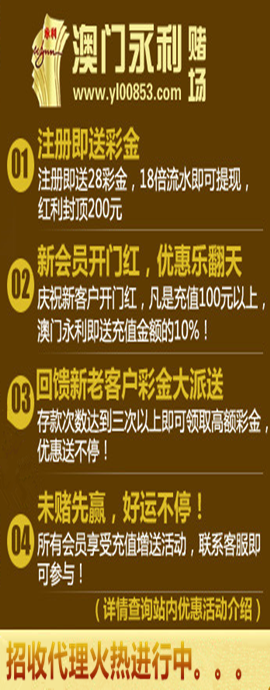 永利
Wynn
澳门永利赌场
www.yl00853.com
01 注册即送彩金
注册即送28彩金，18倍流水即可提现，
红利封顶200元
02 新会员开门红，优惠乐翻天
庆祝新客户开门红，凡是充值100元以上，
澳门永利即送充值金额的10%！
03 回馈新老客户彩金大派送
存款次数达到三次以上即可领取高额彩金，
优惠送不停！
04 未赌先赢，好运不停！
所有会员享受充值增送活动，联系客服即
可参与！
（详情查询站内优惠活动介绍）
招收代理火热进行中。。。